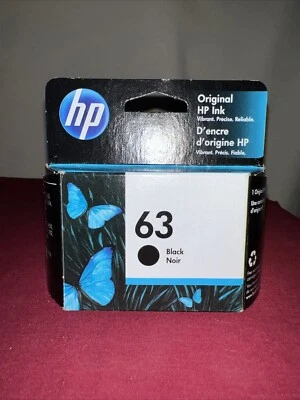 hp
Original
HP Ink
Vibrant. Precise. Reliable.
D'encre
d'origine HP
Vibrant. Précis. Fiable.
63
Black
Noir